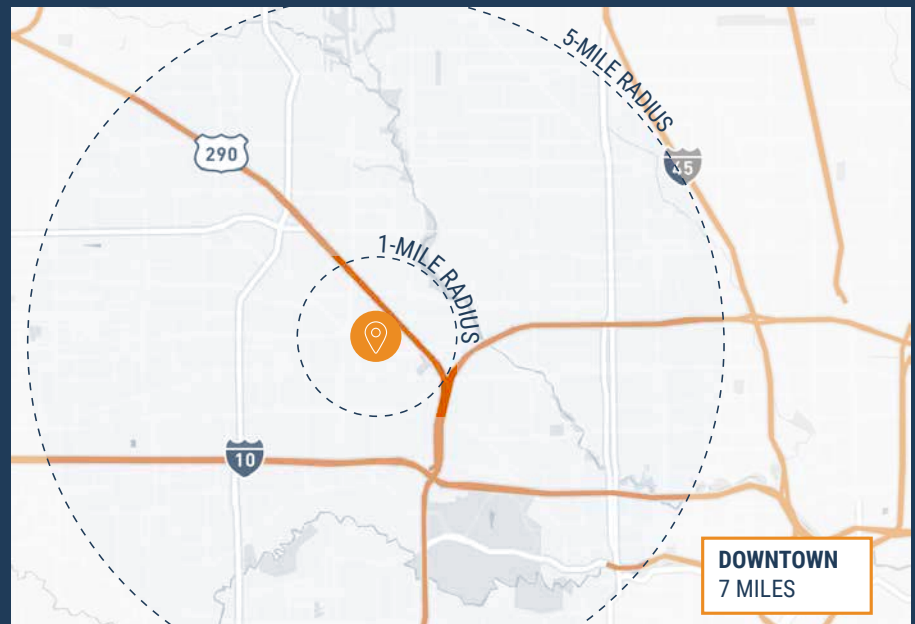 5-MILE RADIUS
290
45
1-MILE RADIUS
10
DOWNTOWN
7 MILES